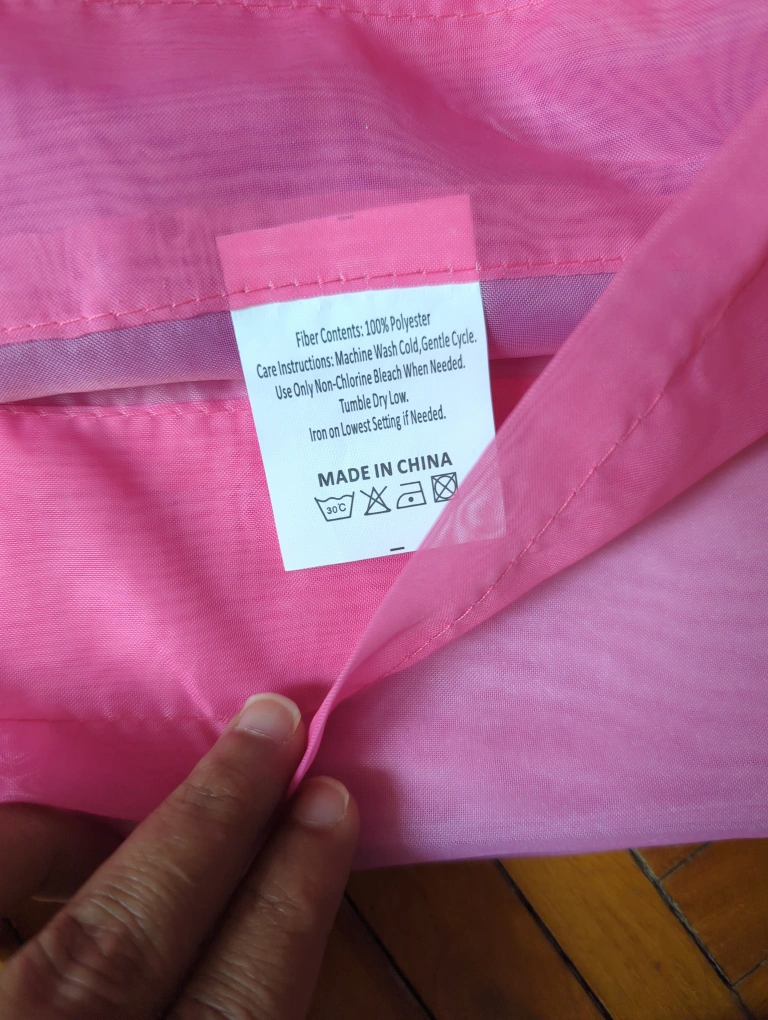 Fiber Contents: 100% Polyester
Care Instructions: Machine Wash Cold,Gentle Cycle.
Use Only Non-Chlorine Bleach When Needed.
Tumble Dry Low.
Iron on Lowest Setting if Needed.
MADE IN CHINA
30℃